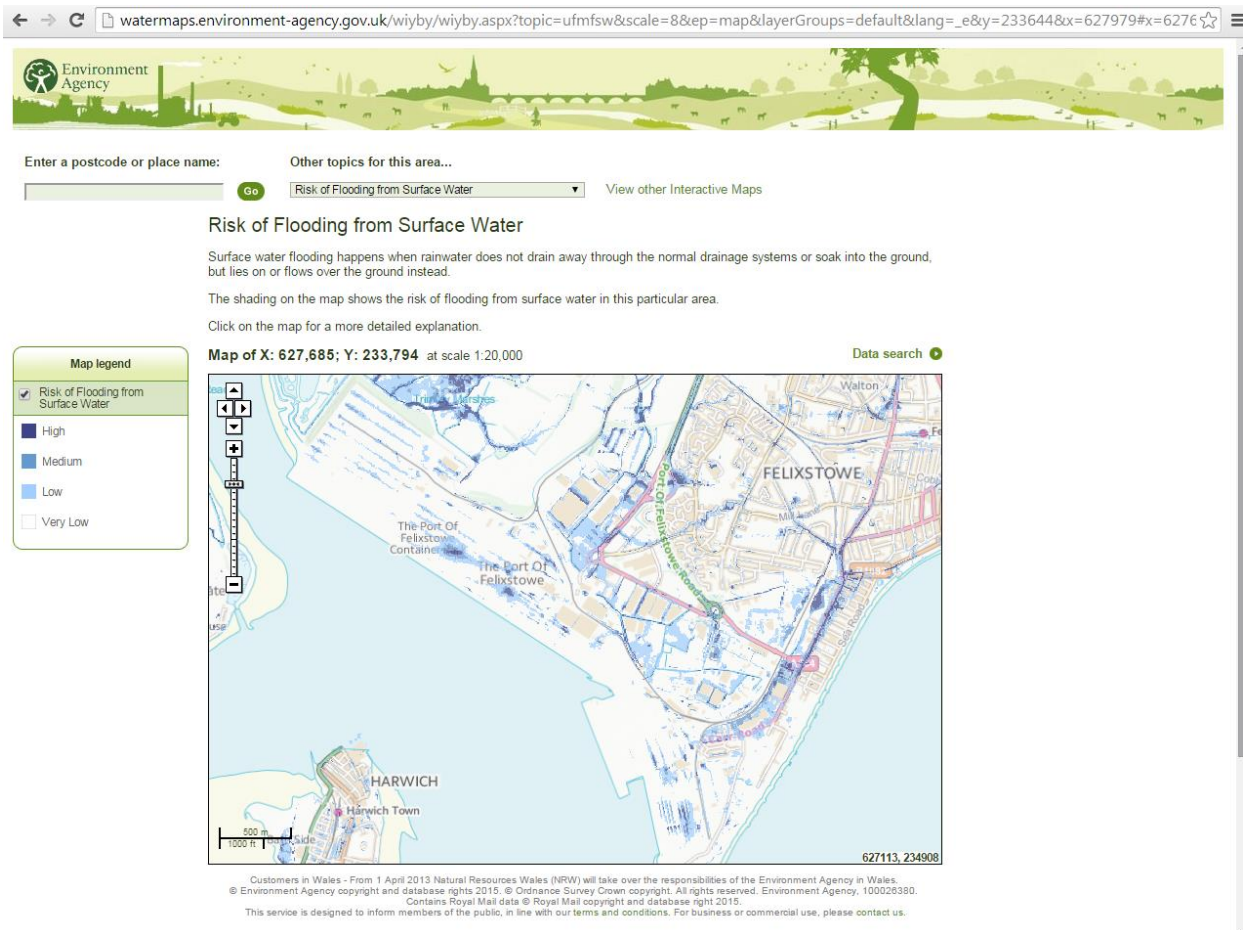 watermaps.environment-agency.gov.uk/wiyby/wiyby.aspx?topic=ufmfsw&scale=8&ep=map&layerGroups=default&lang=_e&y=233644&x=627979#x=6276
Environment
Agency
Enter a postcode or place name:
Other topics for this area...
Go
Risk of Flooding from Surface Water
View other Interactive Maps
Risk of Flooding from Surface Water
Surface water flooding happens when rainwater does not drain away through the normal drainage systems or soak into the ground,
but lies on or flows over the ground instead.
The shading on the map shows the risk of flooding from surface water in this particular area.
Click on the map for a more detailed explanation.
Map of X: 627,685; Y: 233,794 at scale 1:20,000
Data search
Map legend
Risk of Flooding from
Surface Water
High
Medium
Low
Very Low
Walton
Trimley Marshes
FELIXSTOWE
Port Of Felixstowe Road
Mill
The Port Of
Felixstowe
Container
The Port Of
Felixstowe
Sea Road
HARWICH
Harwich Town
Side
500 m
1000 ft
627113, 234908
Customers in Wales - From 1 April 2013 Natural Resources Wales (NRW) will take over the responsibilities of the Environment Agency in Wales.
© Environment Agency copyright and database rights 2015. © Ordnance Survey Crown copyright. All rights reserved. Environment Agency, 100026380.
Contains Royal Mail data © Royal Mail copyright and database right 2015.
This service is designed to inform members of the public, in line with our terms and conditions. For business or commercial use, please contact us.